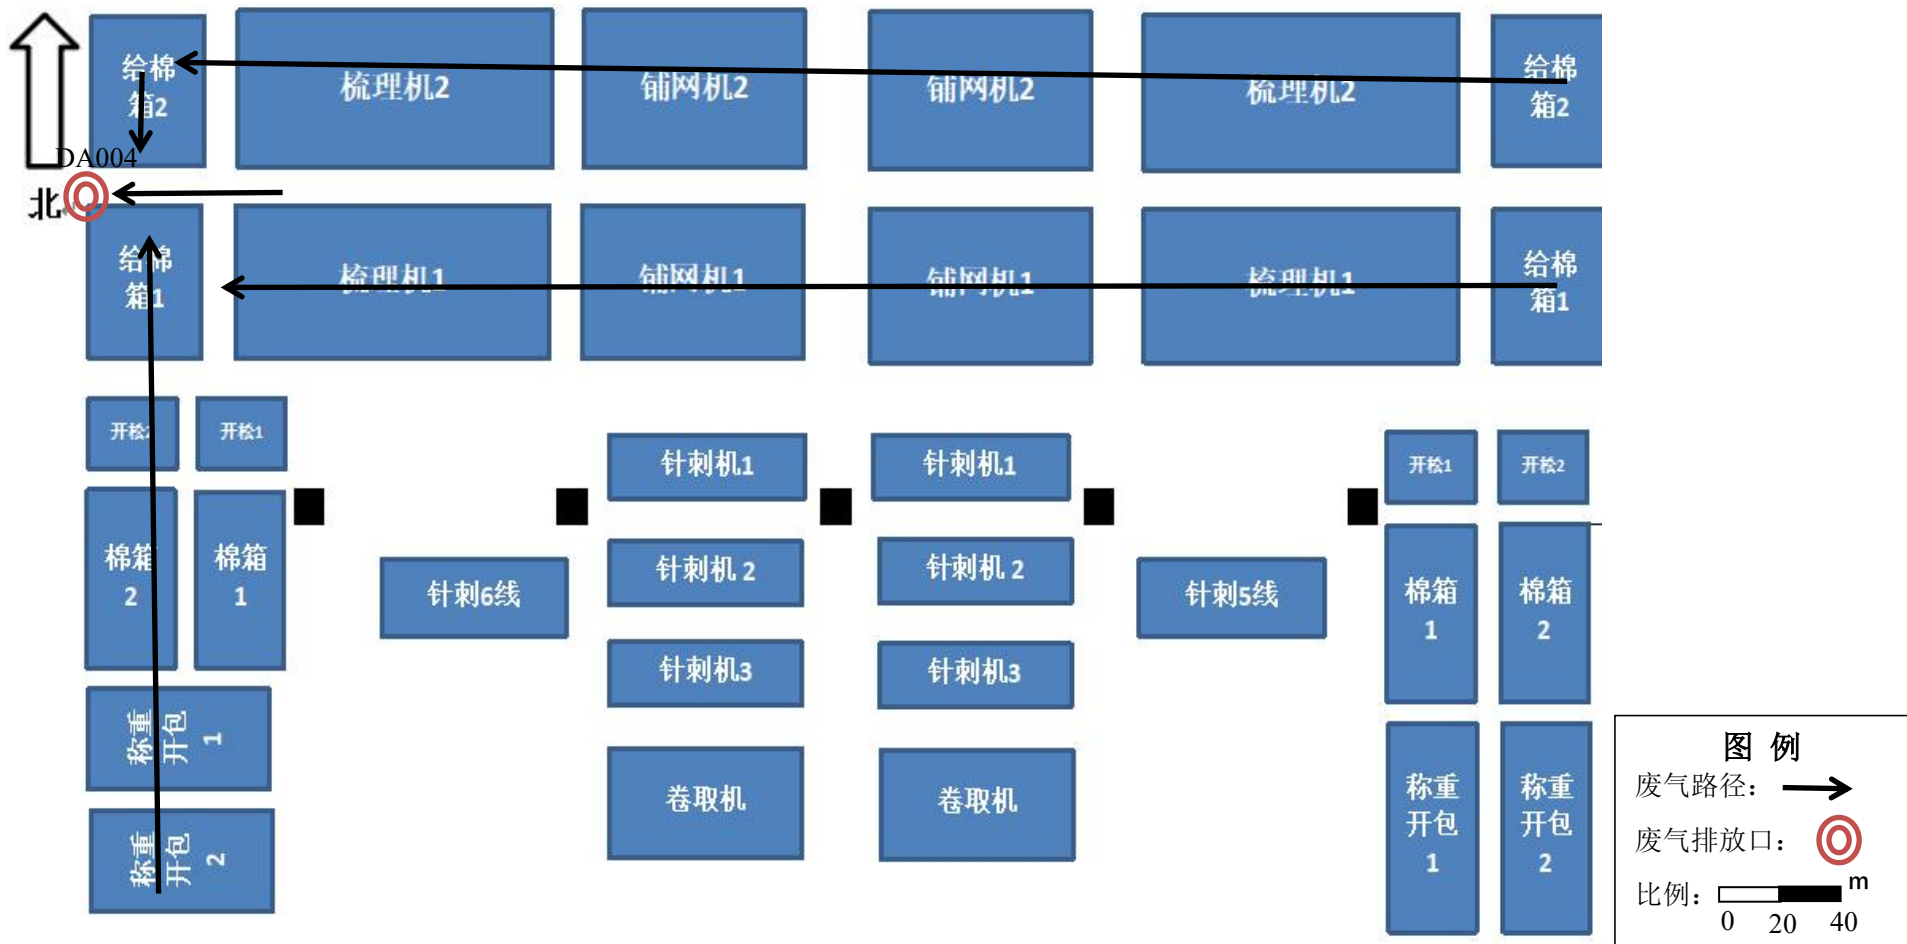 给棉
箱2
梳理机2
铺网机2
铺网机2
梳理机2
给棉
箱2
DA004
北
给棉
箱1
梳理机1
铺网机1
铺网机1
梳理机1
给棉
箱1
开松2
开松1
针刺机1
针刺机1
开松1
开松2
棉箱
2
棉箱
1
针刺6线
针刺机 2
针刺机 2
针刺5线
棉箱
1
棉箱
2
针刺机3
针刺机3
称重
开包
1
称重
开包
2
卷取机
卷取机
称重
开包
1
称重
开包
2
图 例
废气路径：
废气排放口：
比例：
m
0 20 40